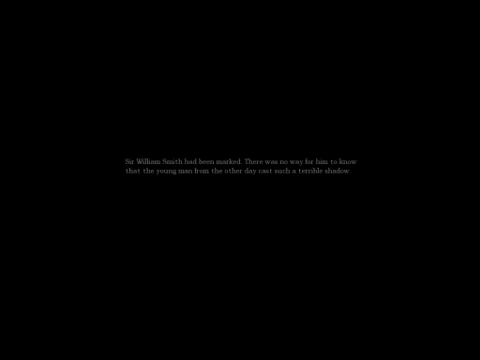 Sir William Smith had been marked. There was no way for him to know
that the young man from the other day cast such a terrible shadow